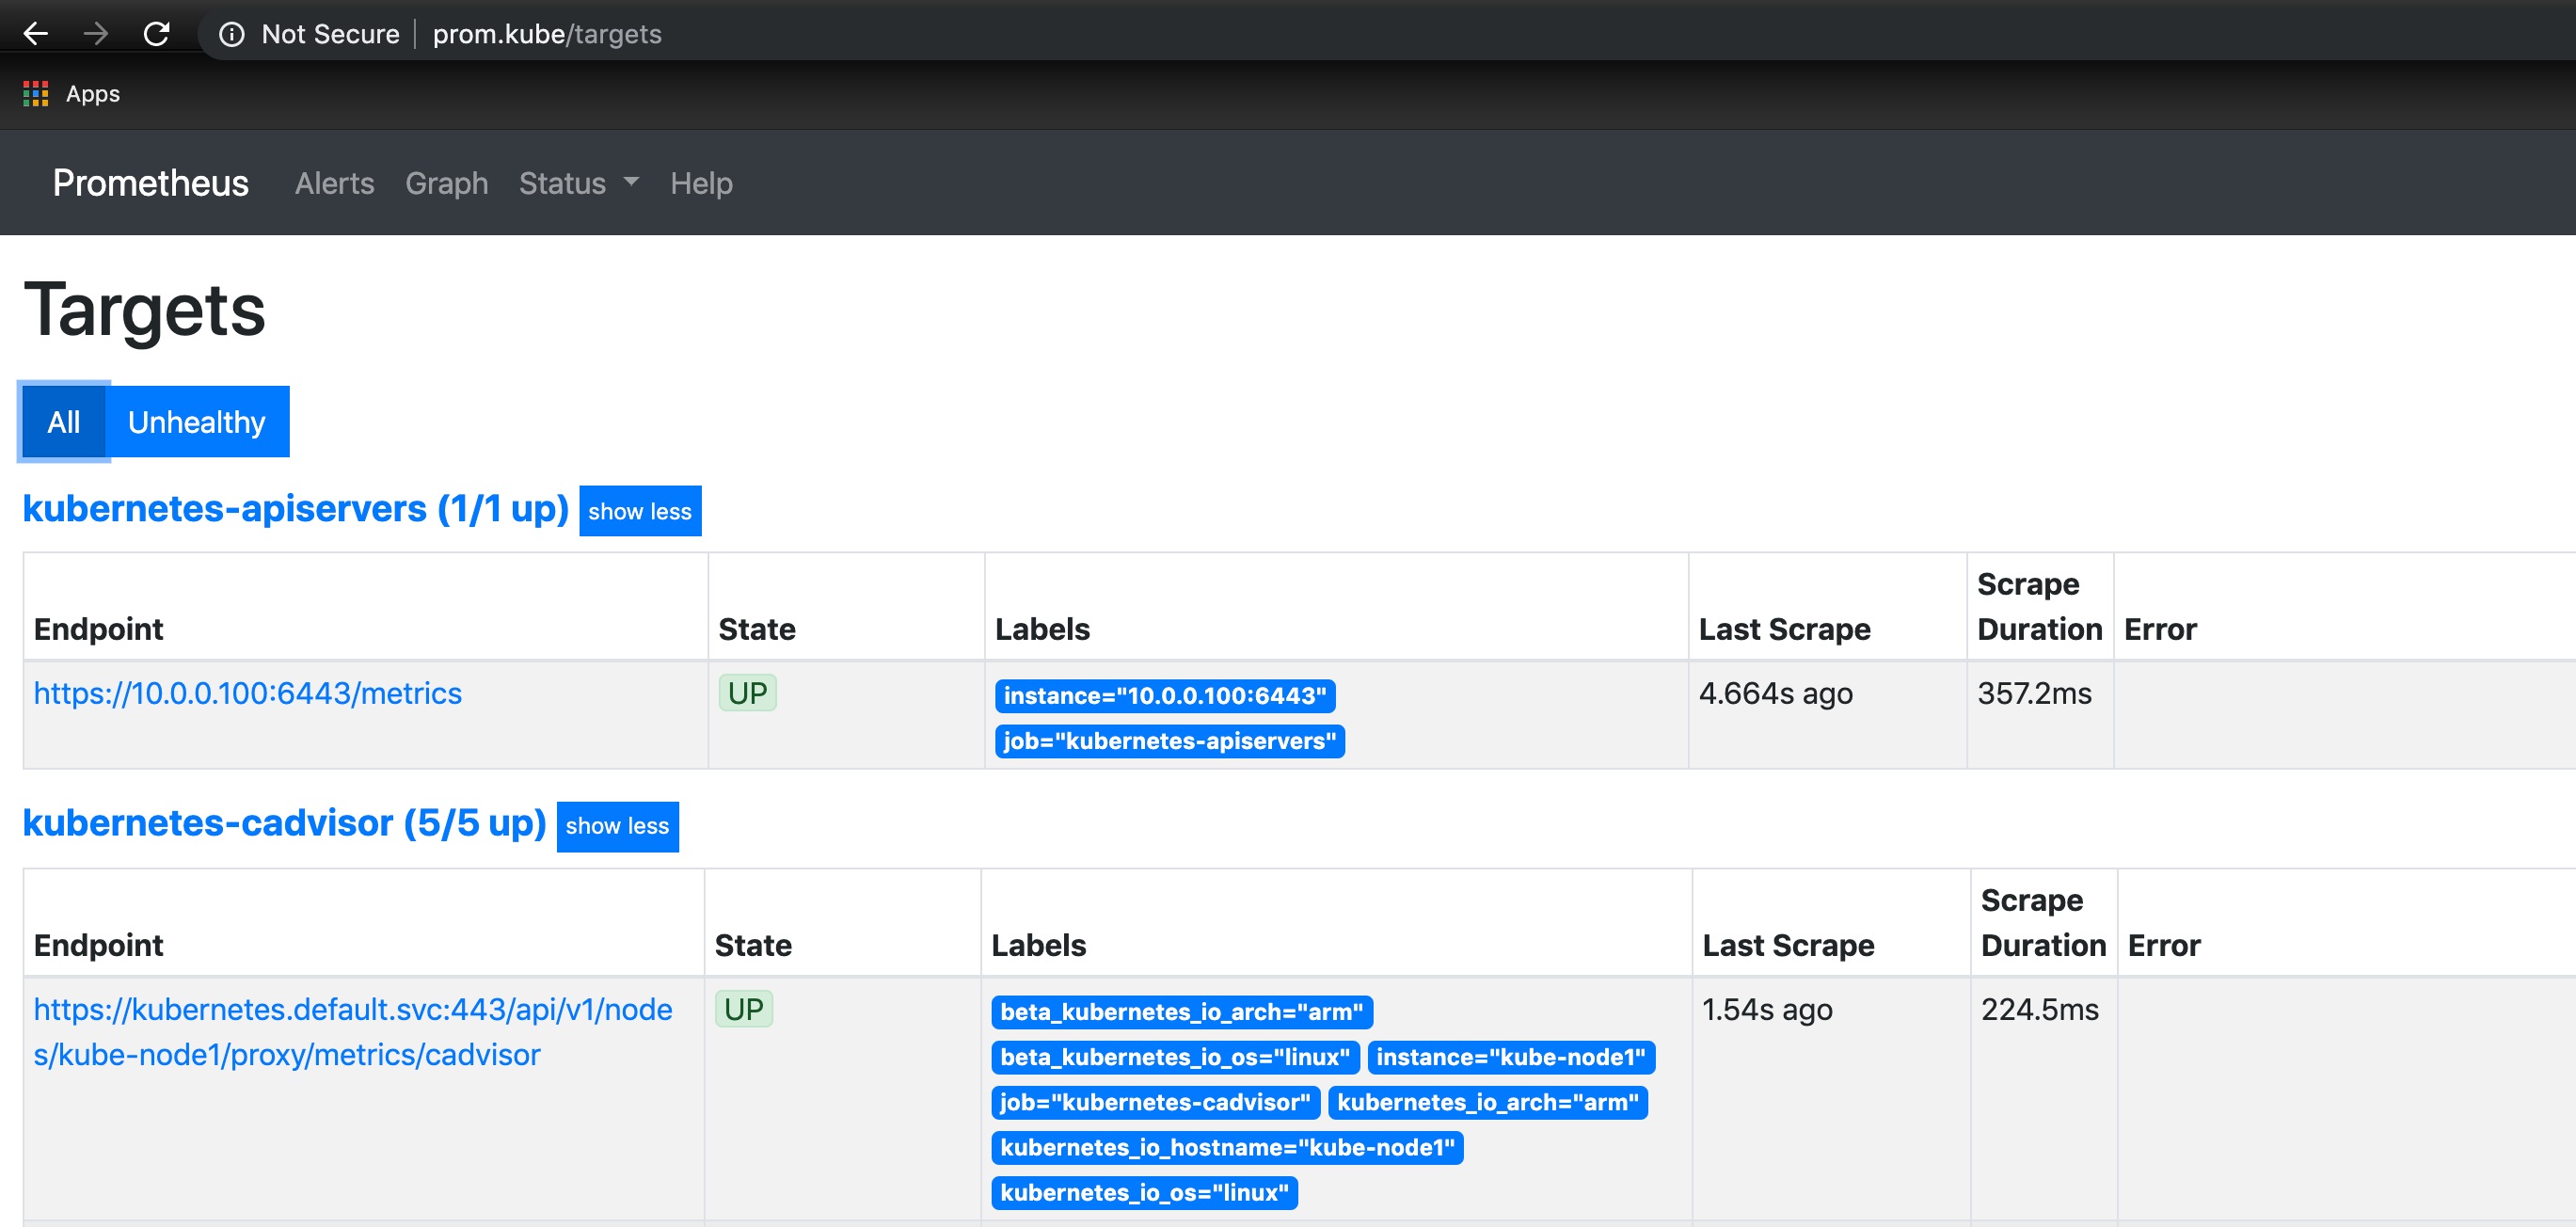 Not Secure | prom.kube/targets
Apps
Prometheus Alerts Graph Status Help
Targets
All Unhealthy
kubernetes-apiservers (1/1 up) show less
Endpoint State Labels Last Scrape Scrape Duration Error
https://10.0.0.100:6443/metrics UP instance="10.0.0.100:6443" 4.664s ago 357.2ms
job="kubernetes-apiservers"
kubernetes-cadvisor (5/5 up) show less
Endpoint State Labels Last Scrape Scrape Duration Error
https://kubernetes.default.svc:443/api/v1/node UP beta_kubernetes_io_arch="arm" 1.54s ago 224.5ms
s/kube-node1/proxy/metrics/cadvisor beta_kubernetes_io_os="linux" instance="kube-node1"
job="kubernetes-cadvisor" kubernetes_io_arch="arm"
kubernetes_io_hostname="kube-node1"
kubernetes_io_os="linux"